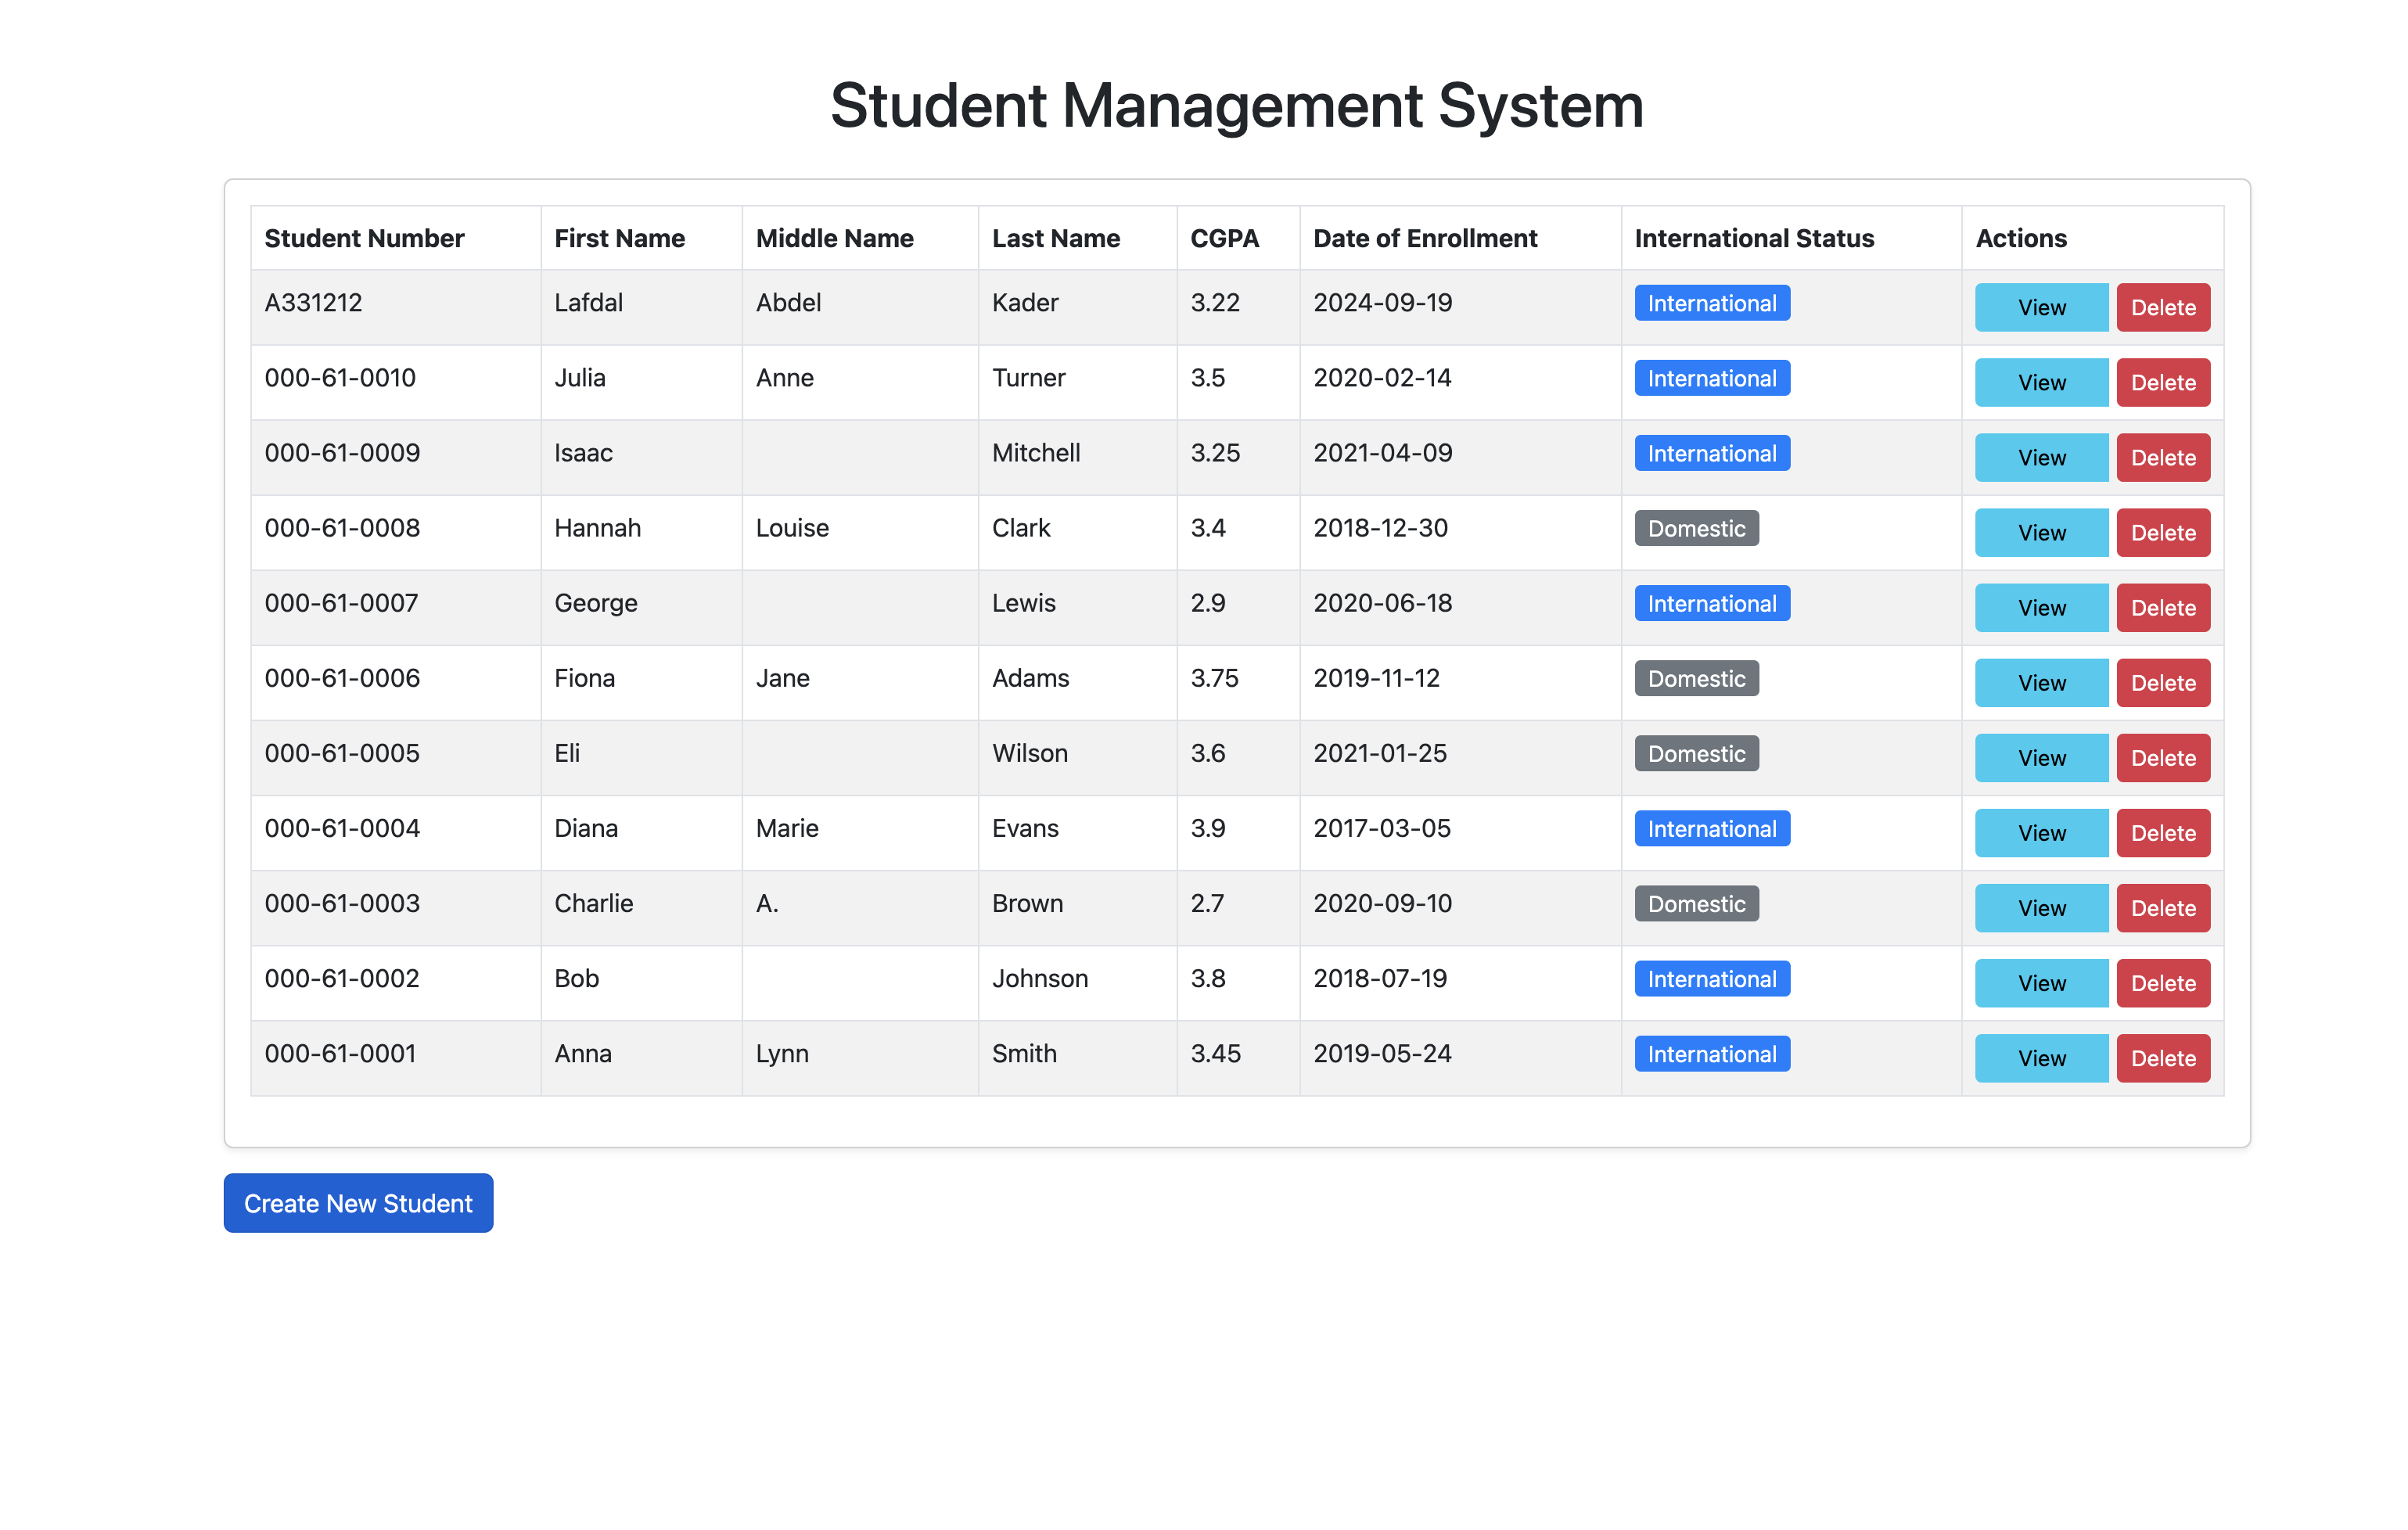 Student Management System
Student Number First Name Middle Name Last Name CGPA Date of Enrollment International Status Actions
A331212 Lafdal Abdel Kader 3.22 2024-09-19 International View Delete
000-61-0010 Julia Anne Turner 3.5 2020-02-14 International View Delete
000-61-0009 Isaac Mitchell 3.25 2021-04-09 International View Delete
000-61-0008 Hannah Louise Clark 3.4 2018-12-30 Domestic View Delete
000-61-0007 George Lewis 2.9 2020-06-18 International View Delete
000-61-0006 Fiona Jane Adams 3.75 2019-11-12 Domestic View Delete
000-61-0005 Eli Wilson 3.6 2021-01-25 Domestic View Delete
000-61-0004 Diana Marie Evans 3.9 2017-03-05 International View Delete
000-61-0003 Charlie A. Brown 2.7 2020-09-10 Domestic View Delete
000-61-0002 Bob Johnson 3.8 2018-07-19 International View Delete
000-61-0001 Anna Lynn Smith 3.45 2019-05-24 International View Delete
Create New Student